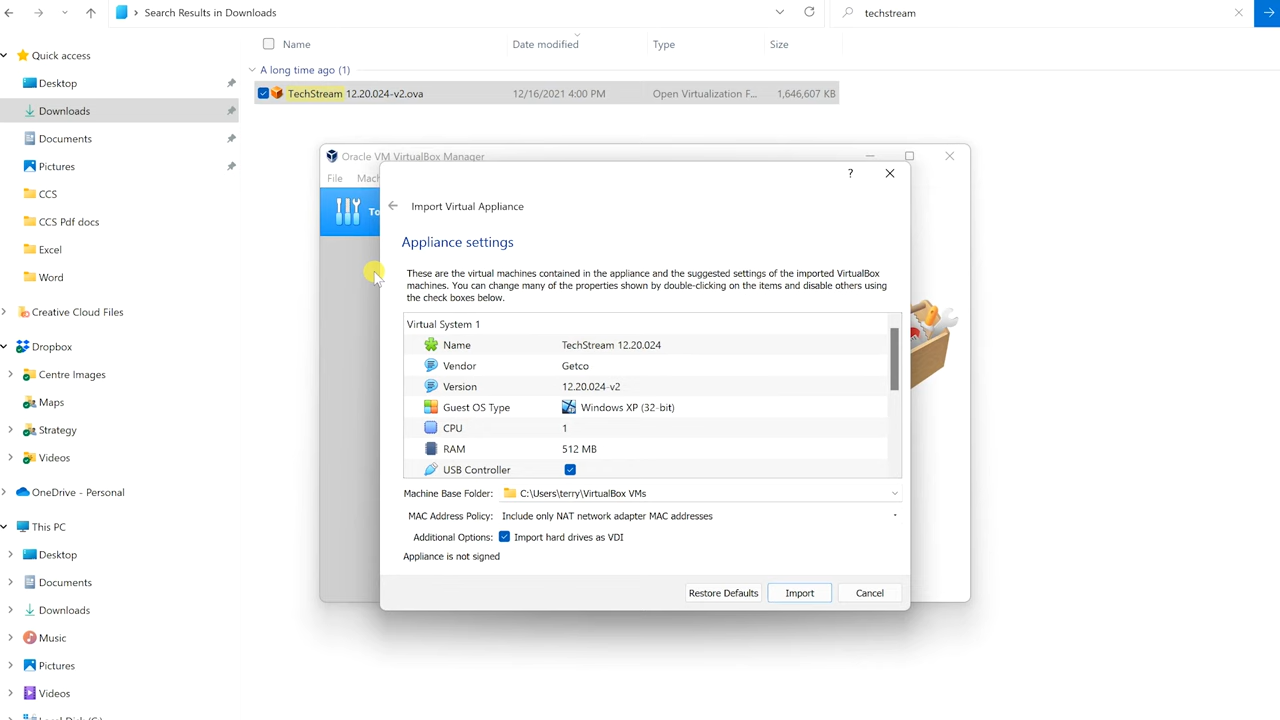 Search Results in Downloads
techstream
Name
Date modified
Type
Size
A long time ago (1)
TechStream 12.20.024-v2.ova
12/16/2021 4:00 PM
Open Virtualization F...
1,646,607 KB
Quick access
Desktop
Downloads
Documents
Pictures
CCS
CCS Pdf docs
Excel
Word
Creative Cloud Files
Dropbox
Centre Images
Maps
Strategy
Videos
OneDrive - Personal
This PC
Desktop
Documents
Downloads
Music
Pictures
Videos
Oracle VM VirtualBox Manager
File
?
Import Virtual Appliance
Appliance settings
These are the virtual machines contained in the appliance and the suggested settings of the imported VirtualBox
machines. You can change many of the properties shown by double-clicking on the items and disable others using
the check boxes below.
Virtual System 1
Name TechStream 12.20.024
Vendor Getco
Version 12.20.024-v2
Guest OS Type Windows XP (32-bit)
CPU 1
RAM 512 MB
USB Controller
Machine Base Folder: C:\Users\terry\VirtualBox VMs
MAC Address Policy: Include only NAT network adapter MAC addresses
Additional Options: Import hard drives as VDI
Appliance is not signed
Restore Defaults
Import
Cancel